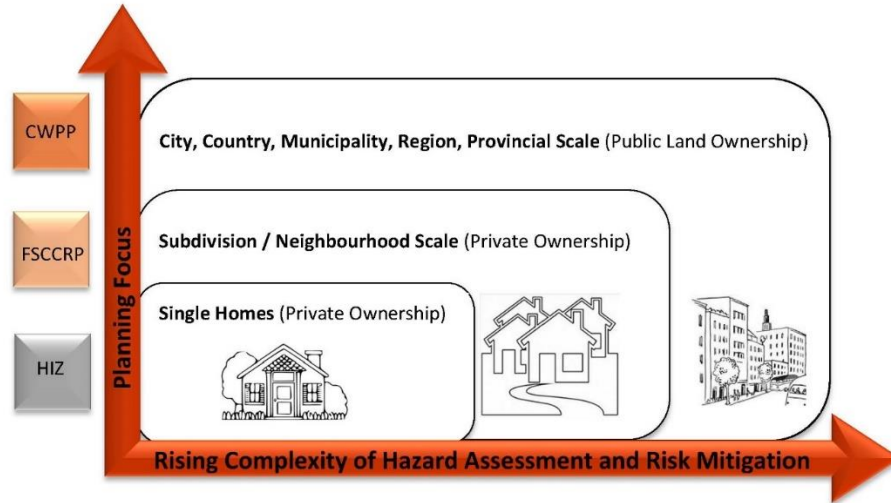 CWPP
City, Country, Municipality, Region, Provincial Scale (Public Land Ownership)
FSCCRP
Subdivision / Neighbourhood Scale (Private Ownership)
Planning Focus
Single Homes (Private Ownership)
HIZ
Rising Complexity of Hazard Assessment and Risk Mitigation